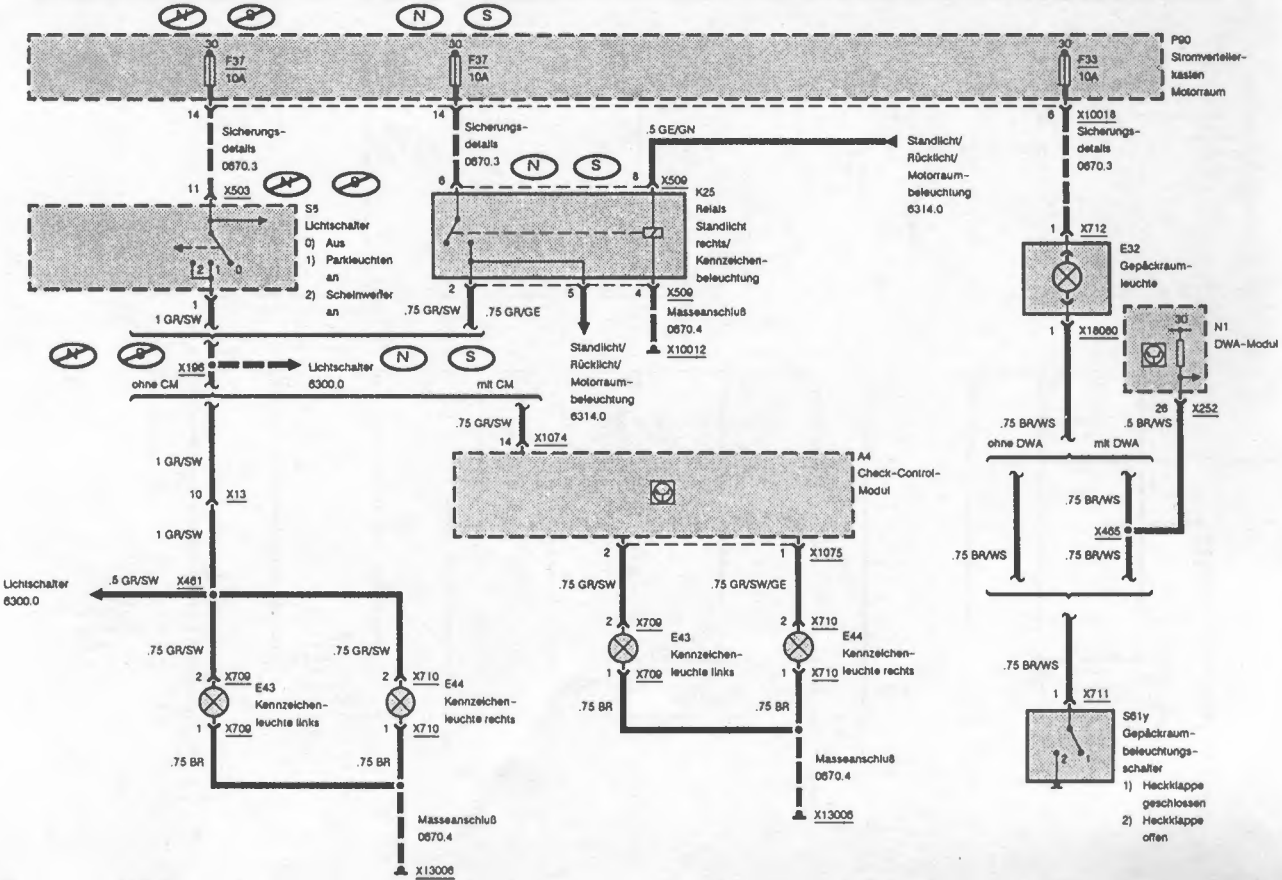 N S N S
30 30 30
F37 F37 F33
10A 10A 10A
P90
Stromverteiler-
kasten
Motorraum
14 14 6 X10018
Sicherungs-
details
0670.3
Sicherungs-
details
0670.3
.5 GE/GN
Standlicht/
Rücklicht/
Motorraum-
beleuchtung
6314.0
Sicherungs-
details
0670.3
N S
11 X503 N S
6 8 X509
S5
Lichtschalter
0) Aus
1) Parkleuchten
an
2) Scheinwerfer
an
2 1 0
K25
Relais
Standlicht
rechts/
Kennzeichen-
beleuchtung
1 X712
E32
Gepäckraum-
leuchte
1
1 GR/SW
2 5 4 X509
.75 GR/SW .75 GR/GE
Masseanschluß
0670.4
X10012
1 X18060
30
N1
DWA-Modul
N S N S
X196
Lichtschalter
6300.0
Standlicht/
Rücklicht/
Motorraum-
beleuchtung
6314.0
ohne CM mit CM
26 X252
.75 BR/WS .5 BR/WS
.75 GR/SW
14 X1074
ohne DWA mit DWA
1 GR/SW
A4
Check-Control-
Modul
10 X13
.75 BR/WS
1 GR/SW
X465
2 1 X1075
.75 BR/WS .75 BR/WS
Lichtschalter
6300.0
.5 GR/SW X461
.75 GR/SW .75 GR/SW/GE
2 X709 2 X710
E43
Kennzeichen-
leuchte links
E44
Kennzeichen-
leuchte rechts
1 X709 1 X710
.75 GR/SW .75 GR/SW
.75 BR/WS
2 X709 2 X710
E43
Kennzeichen-
leuchte links
E44
Kennzeichen-
leuchte rechts
1 X709 1 X710
.75 BR .75 BR
1 X711
S61y
Gepäckraum-
beleuchtungs-
schalter
1) Heckklappe
geschlossen
2) Heckklappe
offen
2 1
.75 BR .75 BR
Masseanschluß
0670.4
X13006
Masseanschluß
0670.4
X13006